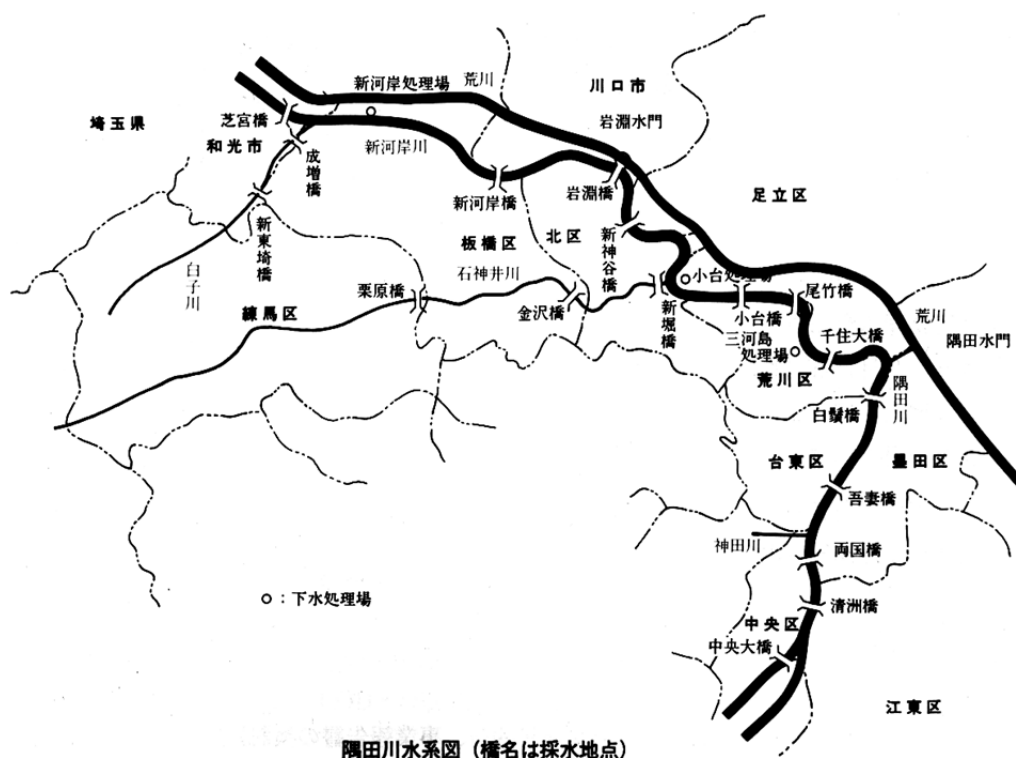 新河岸処理場
荒川
川口市
埼玉県
芝宮橋
和光市
成増橋
新河岸川
岩淵水門
足立区
新河岸橋
岩淵橋
新東埼橋
板橋区
北区
新神谷橋
白子川
練馬区
栗原橋
石神井川
金沢橋
新堀橋
小台処理場
小台橋
尾竹橋
荒川
三河島
処理場
千住大橋
隅田水門
荒川区
隅田川
白鬚橋
台東区
墨田区
吾妻橋
神田川
両国橋
○:下水処理場
清洲橋
中央区
中央大橋
江東区
隅田川水系図(橋名は採水地点)